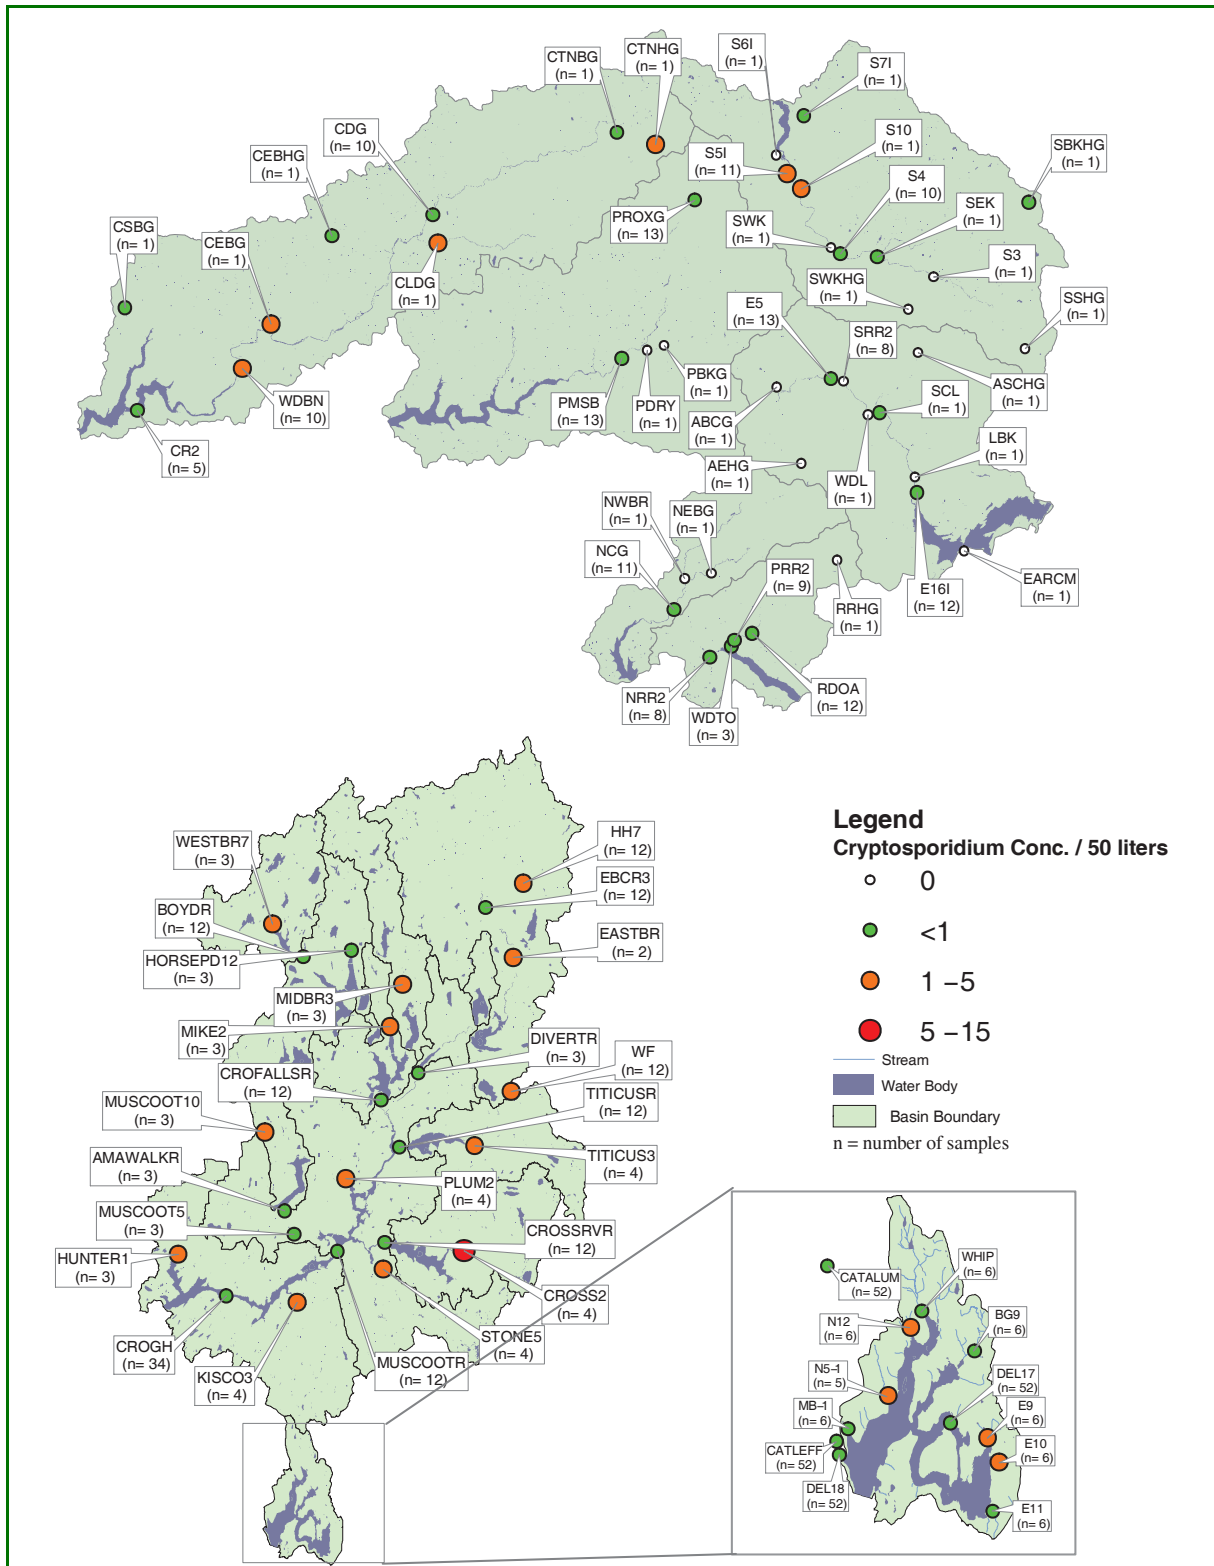 CTNBG
(n= 1)
CTNHG
(n= 1)
S6I
(n= 1)
S7I
(n= 1)
CDG
(n= 10)
CEBHG
(n= 1)
S5I
(n= 11)
S10
(n= 1)
SBKHG
(n= 1)
S4
(n= 10)
SEK
(n= 1)
CSBG
(n= 1)
CEBG
(n= 1)
PROXG
(n= 13)
SWK
(n= 1)
S3
(n= 1)
CLDG
(n= 1)
SWKHG
(n= 1)
E5
(n= 13)
SSHG
(n= 1)
SRR2
(n= 8)
WDBN
(n= 10)
PMSB
(n= 13)
PDRY
(n= 1)
PBKG
(n= 1)
ABCG
(n= 1)
SCL
(n= 1)
ASCHG
(n= 1)
CR2
(n= 5)
AEHG
(n= 1)
WDL
(n= 1)
LBK
(n= 1)
NWBR
(n= 1)
NEBG
(n= 1)
NCG
(n= 11)
PRR2
(n= 9)
RRHG
(n= 1)
E16I
(n= 12)
EARCM
(n= 1)
NRR2
(n= 8)
WDTO
(n= 3)
RDOA
(n= 12)
WESTBR7
(n= 3)
HH7
(n= 12)
BOYDR
(n= 12)
EBCR3
(n= 12)
HORSEPD12
(n= 3)
EASTBR
(n= 2)
MIDBR3
(n= 3)
MIKE2
(n= 3)
DIVERTR
(n= 3)
WF
(n= 12)
CROFALLSR
(n= 12)
TITICUSR
(n= 12)
MUSCOOT10
(n= 3)
AMAWALKR
(n= 3)
PLUM2
(n= 4)
TITICUS3
(n= 4)
MUSCOOT5
(n= 3)
CROSSRVR
(n= 12)
HUNTER1
(n= 3)
CROSS2
(n= 4)
CROGH
(n= 34)
KISCO3
(n= 4)
MUSCOOTR
(n= 12)
STONE5
(n= 4)
Legend
Cryptosporidium Conc. / 50 liters
0
<1
1 –5
5 –15
Stream
Water Body
Basin Boundary
n = number of samples
CATALUM
(n= 52)
WHIP
(n= 6)
N12
(n= 6)
BG9
(n= 6)
N5–1
(n= 5)
DEL17
(n= 52)
MB–1
(n= 6)
E9
(n= 6)
CATLEFF
(n= 52)
E10
(n= 6)
DEL18
(n= 52)
E11
(n= 6)